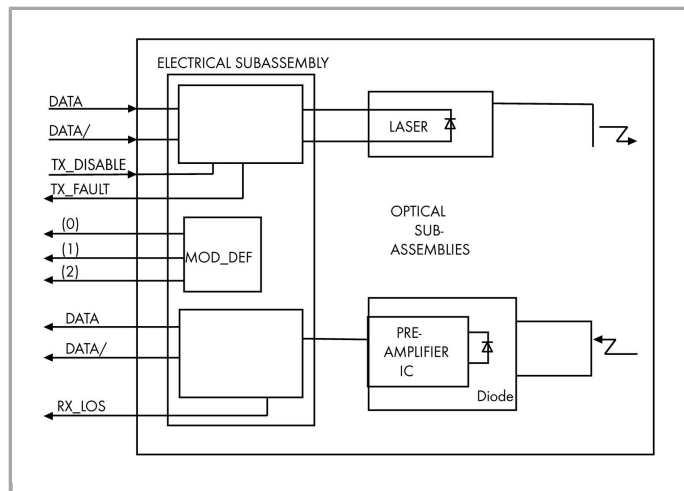 ELECTRICAL SUBASSEMBLY
DATA
DATA/
TX_DISABLE
TX_FAULT
LASER
(0)
(1)
(2)
MOD_DEF
OPTICAL
SUB-
ASSEMBLIES
DATA
DATA/
RX_LOS
PRE-
AMPLIFIER
IC
Diode